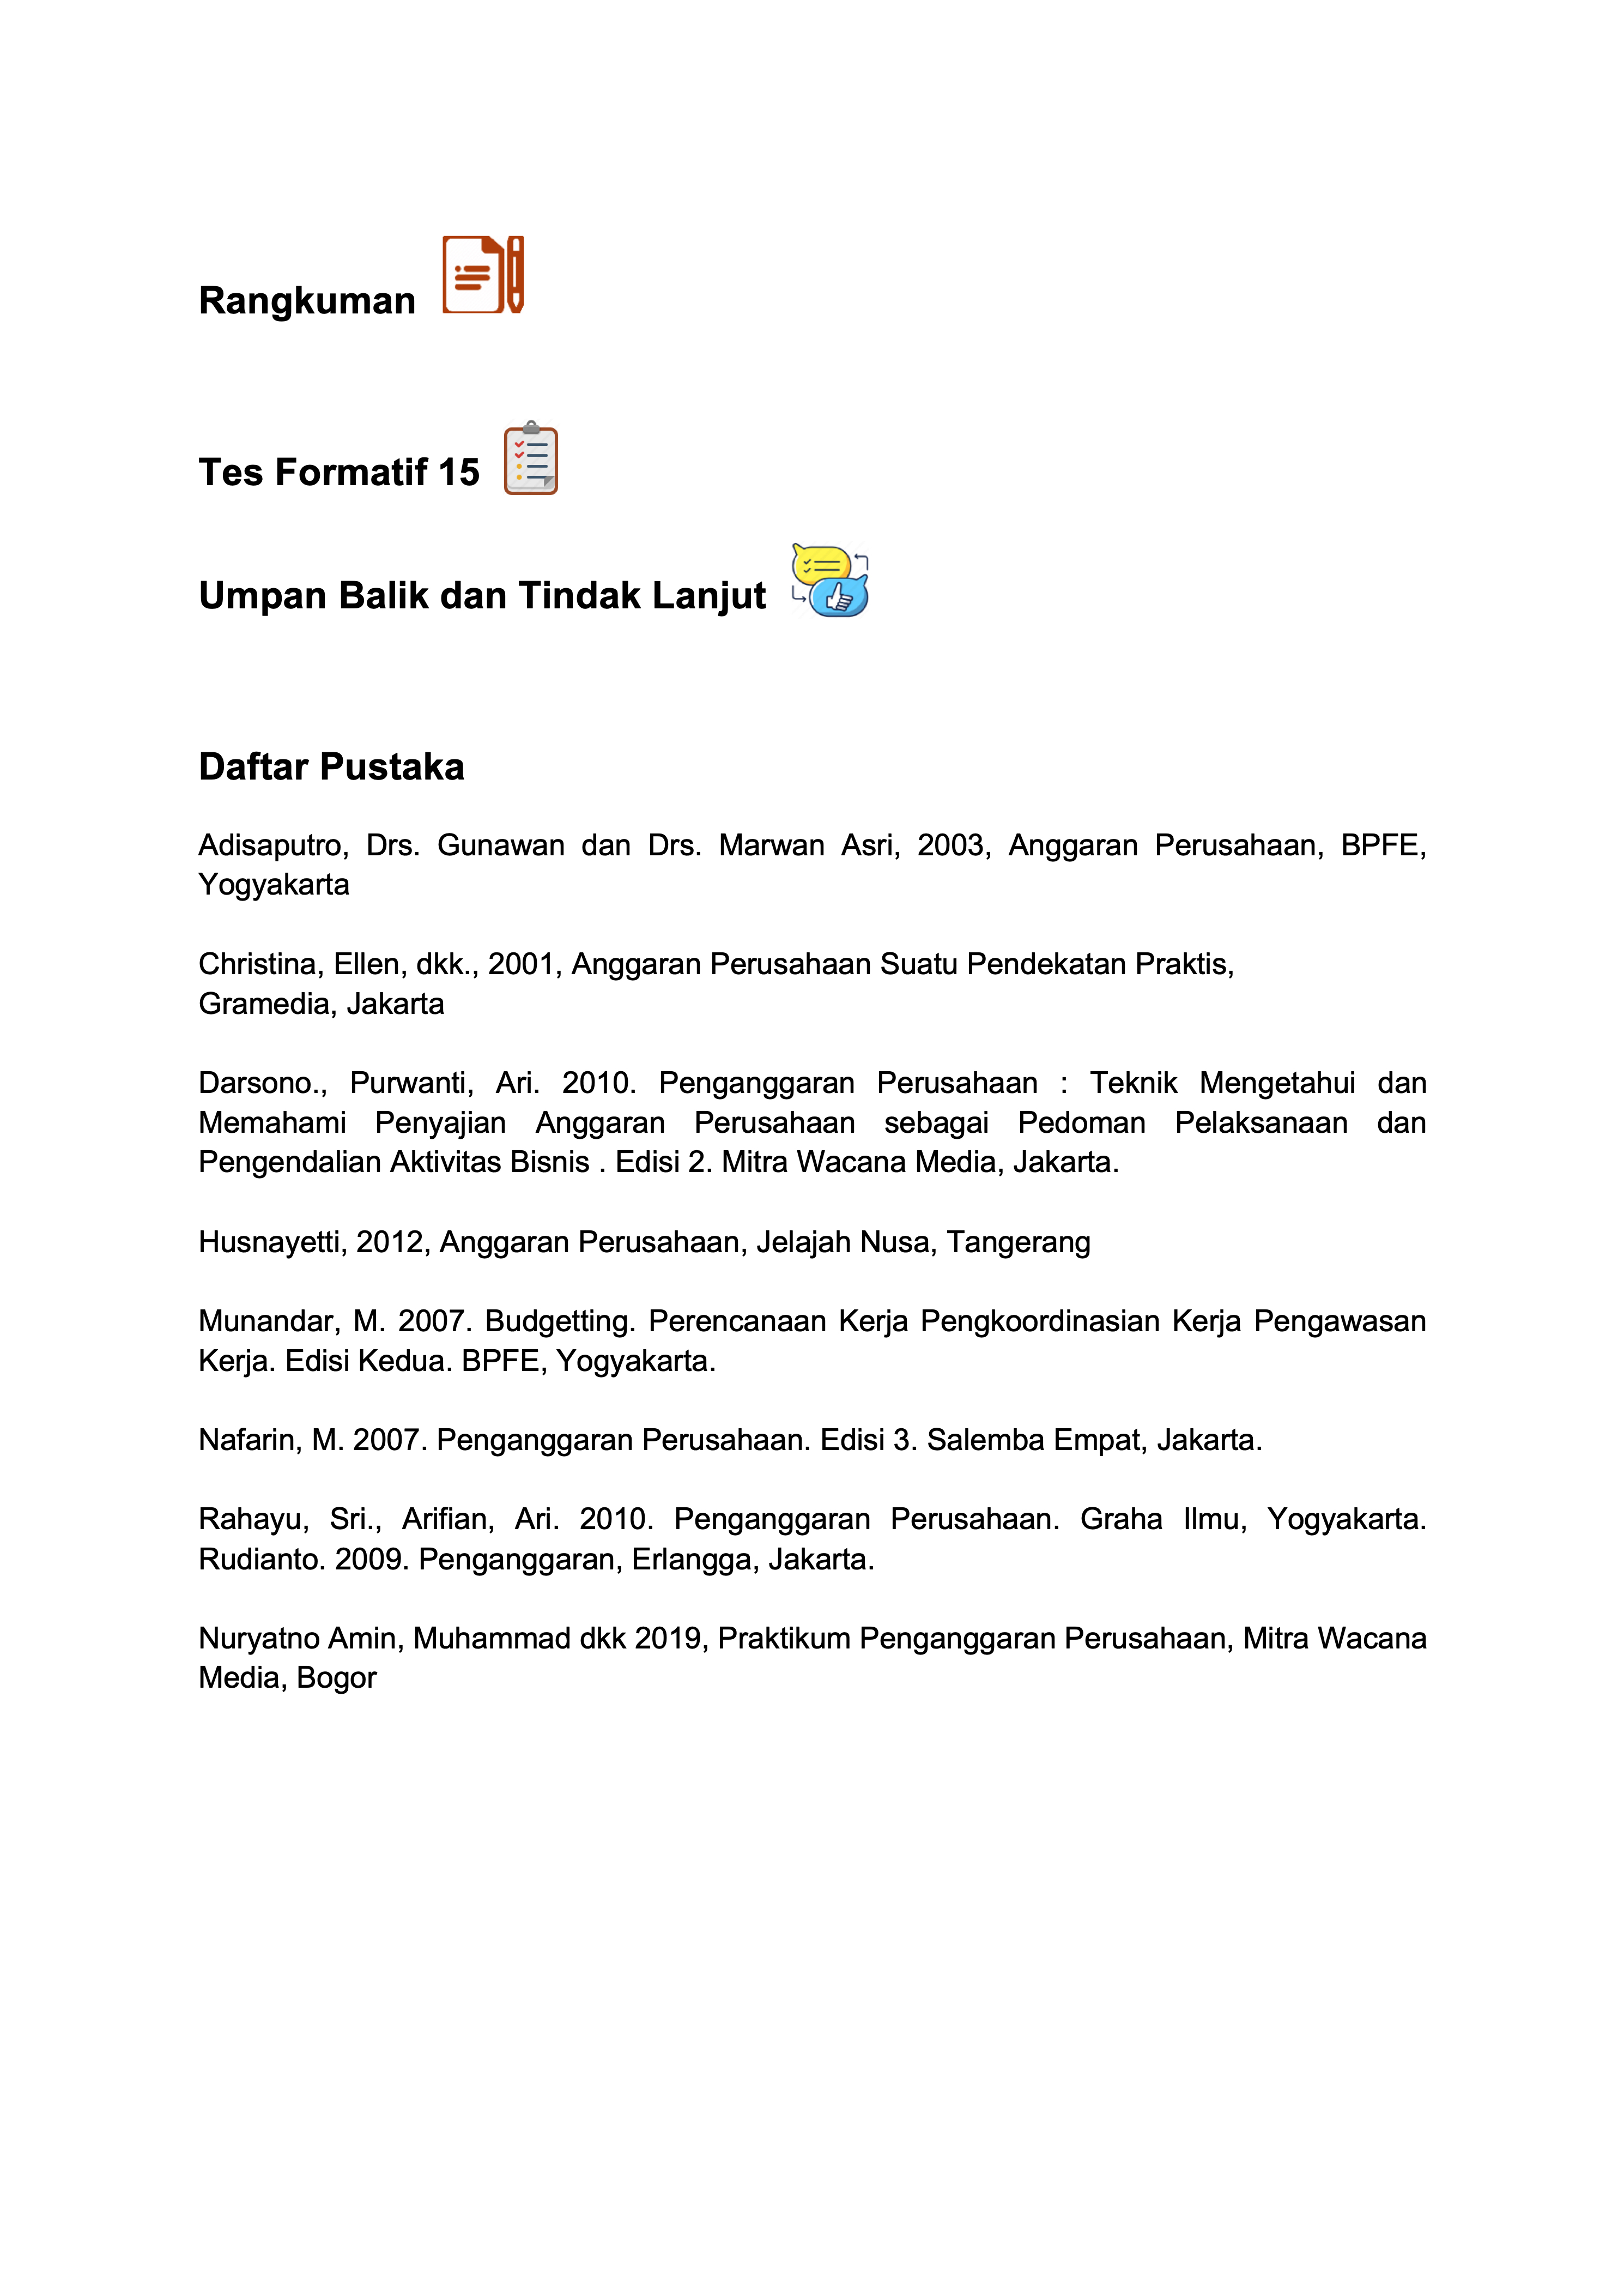 Rangkuman
Tes Formatif 15
Umpan Balik dan Tindak Lanjut
Daftar Pustaka
Adisaputro, Drs. Gunawan dan Drs. Marwan Asri, 2003, Anggaran Perusahaan, BPFE,
Yogyakarta
Christina, Ellen, dkk., 2001, Anggaran Perusahaan Suatu Pendekatan Praktis,
Gramedia, Jakarta
Darsono., Purwanti, Ari. 2010. Penganggaran Perusahaan : Teknik Mengetahui dan
Memahami Penyajian Anggaran Perusahaan sebagai Pedoman Pelaksanaan dan
Pengendalian Aktivitas Bisnis . Edisi 2. Mitra Wacana Media, Jakarta.
Husnayetti, 2012, Anggaran Perusahaan, Jelajah Nusa, Tangerang
Munandar, M. 2007. Budgetting. Perencanaan Kerja Pengkoordinasian Kerja Pengawasan
Kerja. Edisi Kedua. BPFE, Yogyakarta.
Nafarin, M. 2007. Penganggaran Perusahaan. Edisi 3. Salemba Empat, Jakarta.
Rahayu, Sri., Arifian, Ari. 2010. Penganggaran Perusahaan. Graha Ilmu, Yogyakarta.
Rudianto. 2009. Penganggaran, Erlangga, Jakarta.
Nuryatno Amin, Muhammad dkk 2019, Praktikum Penganggaran Perusahaan, Mitra Wacana
Media, Bogor